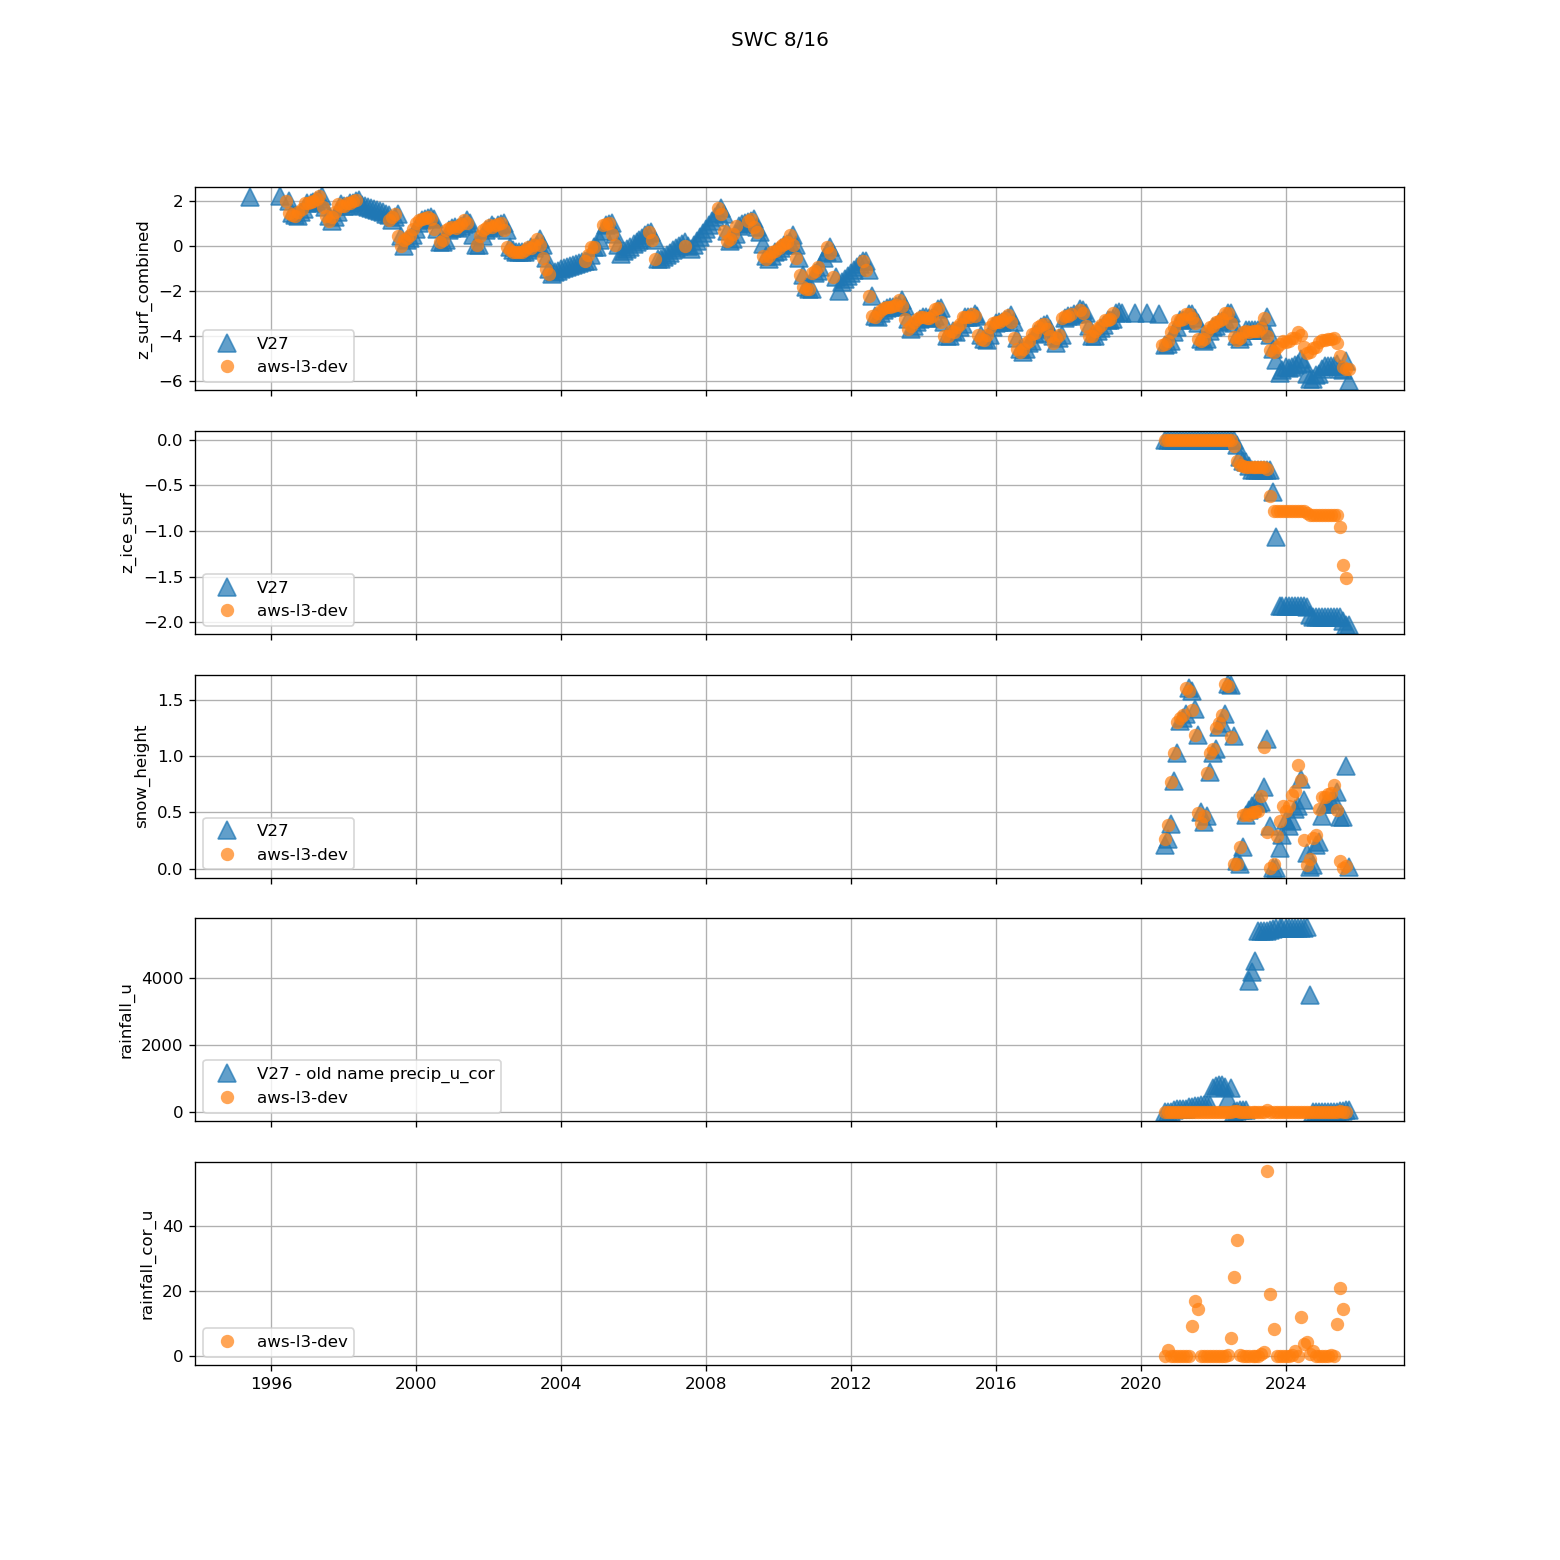 SWC 8/16
z_surf_combined
2
0
−2
−4
−6
V27
aws-l3-dev
z_ice_surf
0.0
−0.5
−1.0
−1.5
−2.0
V27
aws-l3-dev
snow_height
1.5
1.0
0.5
0.0
V27
aws-l3-dev
rainfall_u
4000
2000
0
V27 - old name precip_u_cor
aws-l3-dev
rainfall_cor_u
40
20
0
aws-l3-dev
1996 2000 2004 2008 2012 2016 2020 2024